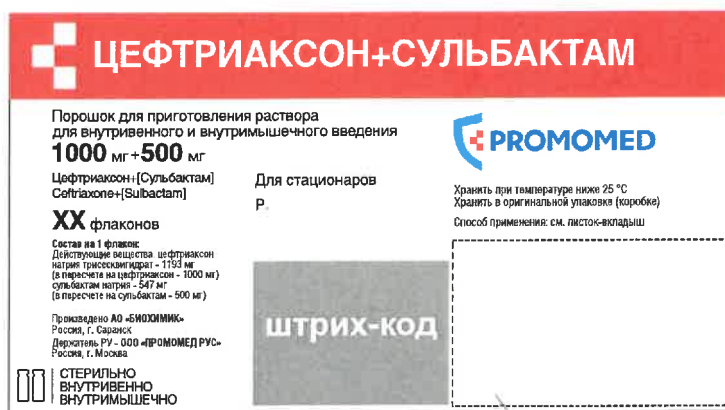 ЦЕФТРИАКСОН+СУЛЬБАКТАМ
Порошок для приготовления раствора
для внутривенного и внутримышечного введения
1000 мг+500 мг
Цефтриаксон+[Сульбактам]
Ceftriaxone+[Sulbactam]
XX флаконов
Состав на 1 флакон:
Действующие вещества: цефтриаксон
натрия трисесквигидрат - 1193 мг
(в пересчете на цефтриаксон - 1000 мг)
сульбактам натрия - 547 мг
(в пересчете на сульбактам - 500 мг)
Произведено АО «БИОХИМИК»
Россия, г. Саранск
Держатель РУ - ООО «ПРОМОМЕД РУС»
Россия, г. Москва
СТЕРИЛЬНО
ВНУТРИВЕННО
ВНУТРИМЫШЕЧНО
Для стационаров
Р.
штрих-код
PROMOMED
Хранить при температуре ниже 25 °С
Хранить в оригинальной упаковке (коробке)
Способ применения: см. листок-вкладыш